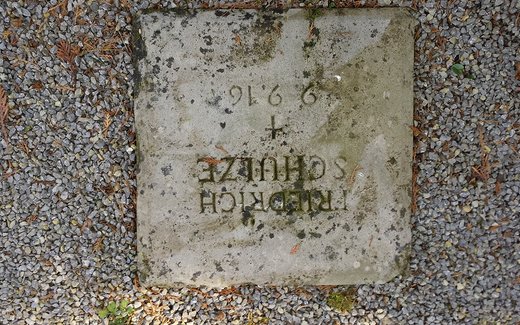 FRIEDRICH
SCHULZE
+
9.9.16